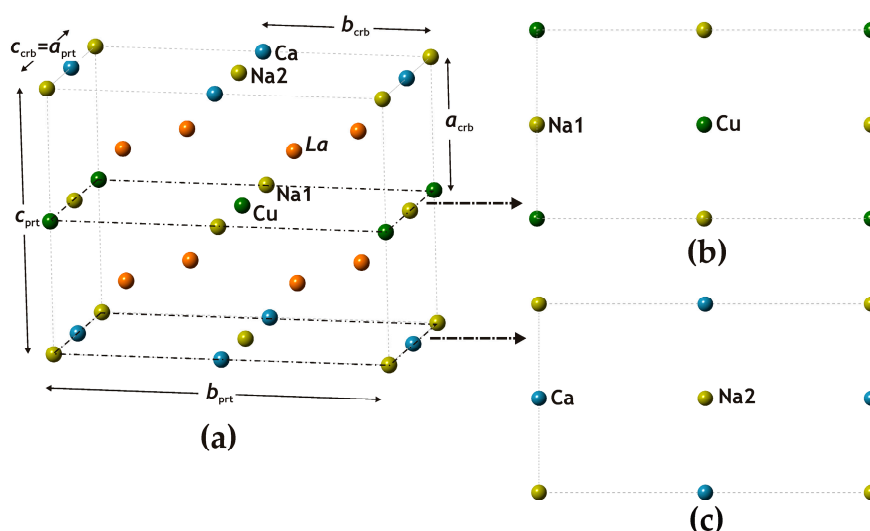 b_crb
c_crb=a_prt
Ca
Na2
a_crb
La
Na1
Cu
c_prt
b_prt
(a)
Na1
Cu
(b)
Ca
Na2
(c)